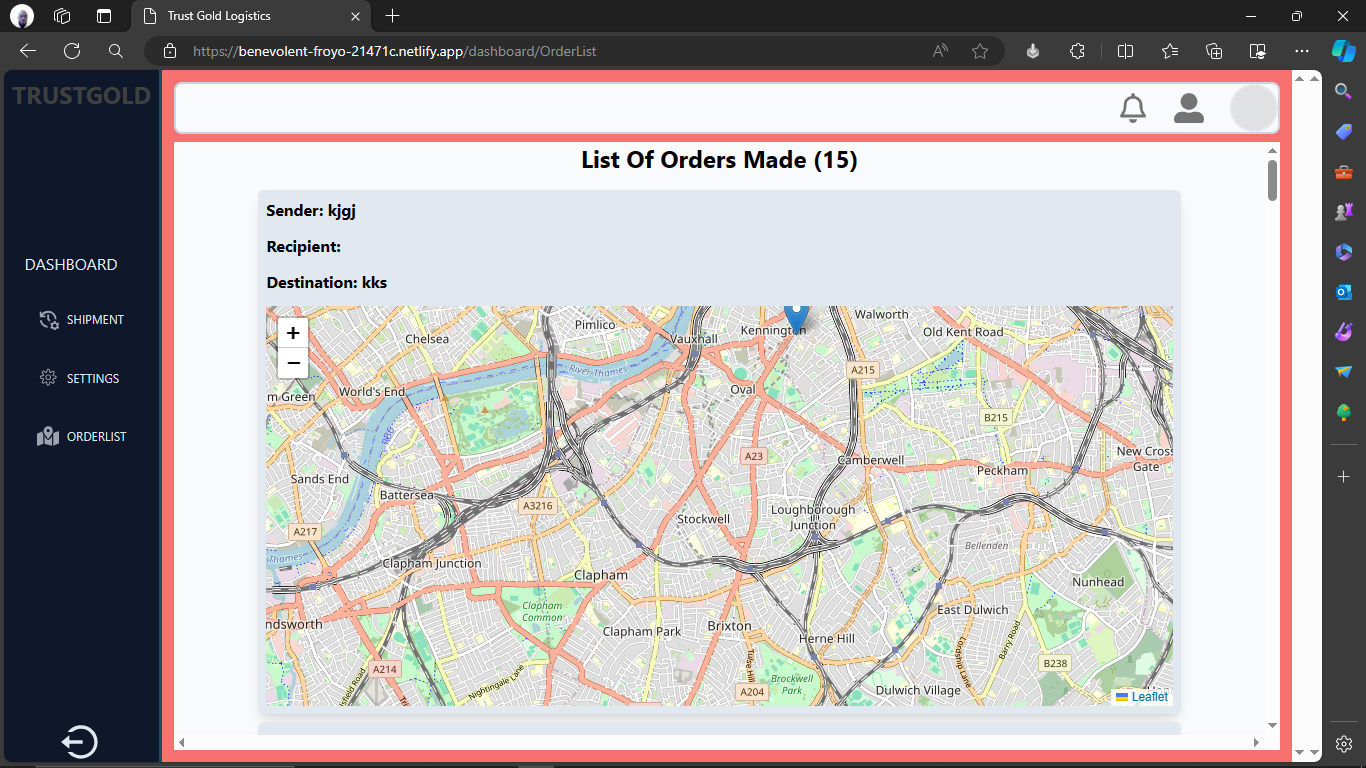 Trust Gold Logistics
https://benevolent-froyo-21471c.netlify.app/dashboard/OrderList
TRUSTGOLD
DASHBOARD
SHIPMENT
SETTINGS
ORDERLIST
List Of Orders Made (15)
Sender: kjgj
Recipient:
Destination: kks
+
−
Pimlico
Chelsea
Vauxhall
Kennington
Walworth
Old Kent Road
River Thames
A215
World's End
m Green
Oval
B215
A23
Camberwell
Peckham
New Cross
Gate
Sands End
Battersea
A3216
Stockwell
Loughborough
Junction
A217
Thames
Bellenden
Clapham Junction
Clapham
Nunhead
Clapham
Common
East Dulwich
ndsworth
Clapham Park
Brixton
Herne Hill
Tulse Hill
Lordship Lane
Barry Road
B238
A214
Nightingale Lane
A204
Brockwell
Park
Dulwich Village
Leaflet